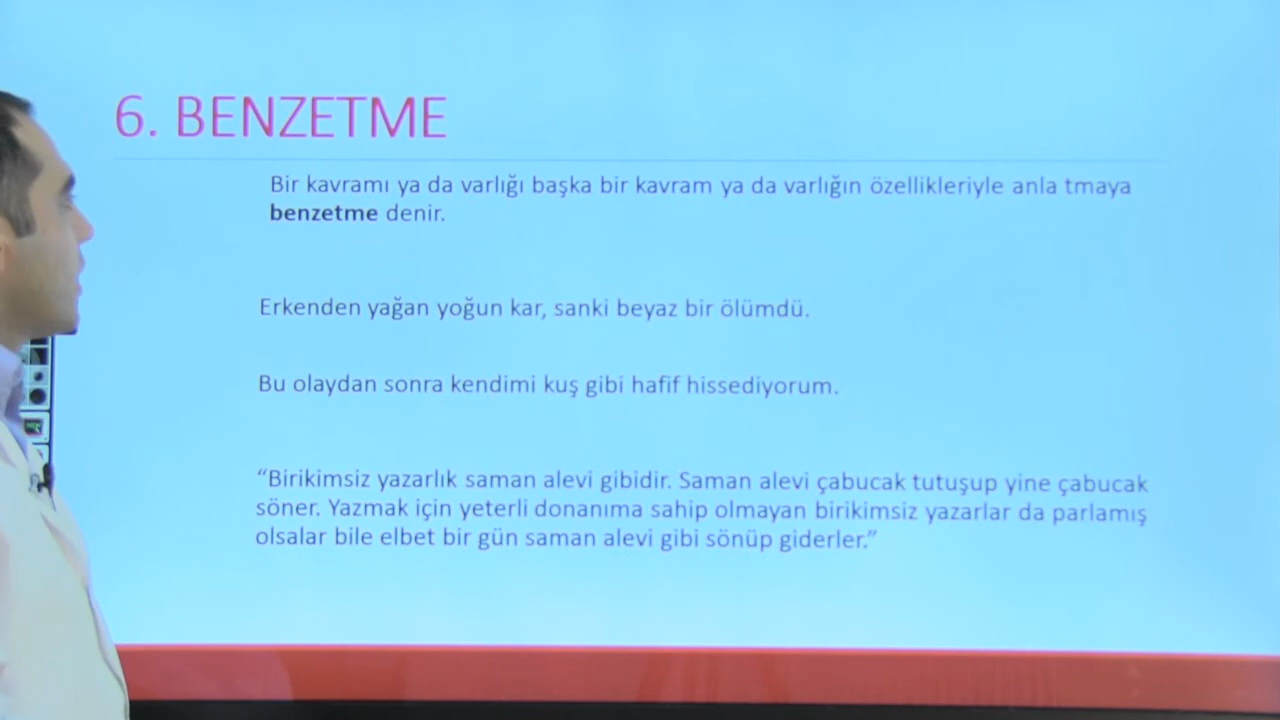 6. BENZETME
Bir kavramı ya da varlığı başka bir kavram ya da varlığın özellikleriyle anla tmaya
benzetme denir.
Erkenden yağan yoğun kar, sanki beyaz bir ölümdü.
Bu olaydan sonra kendimi kuş gibi hafif hissediyorum.
“Birikimsiz yazarlık saman alevi gibidir. Saman alevi çabucak tutuşup yine çabucak
söner. Yazmak için yeterli donanıma sahip olmayan birikimsiz yazarlar da parlamış
olsalar bile elbet bir gün saman alevi gibi sönüp giderler.”